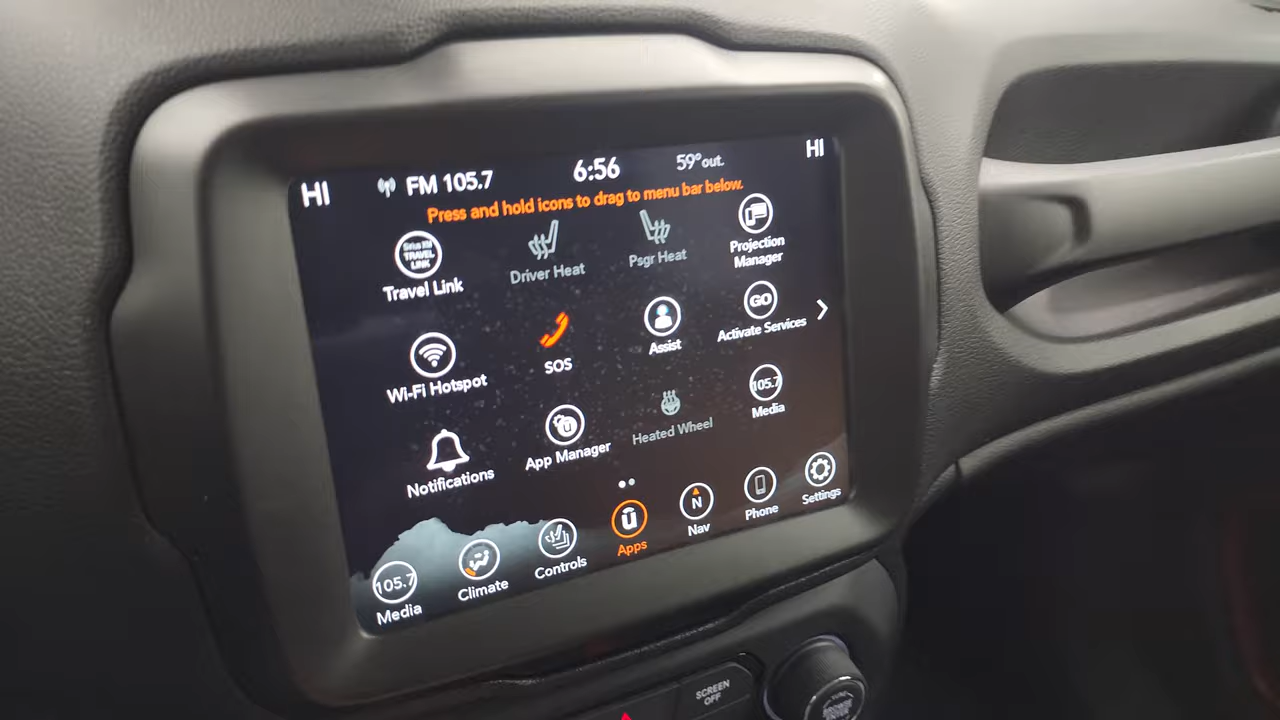 HI
FM 105.7
6:56
59° out.
HI
Press and hold icons to drag to menu bar below.
SiriusXM
TRAVEL
LINK
Travel Link
Driver Heat
Psgr Heat
Projection
Manager
Wi-Fi Hotspot
SOS
Assist
GO
Activate Services
Notifications
App Manager
Heated Wheel
105.7
Media
105.7
Media
Climate
Controls
Apps
N
Nav
Phone
Settings
SCREEN
OFF